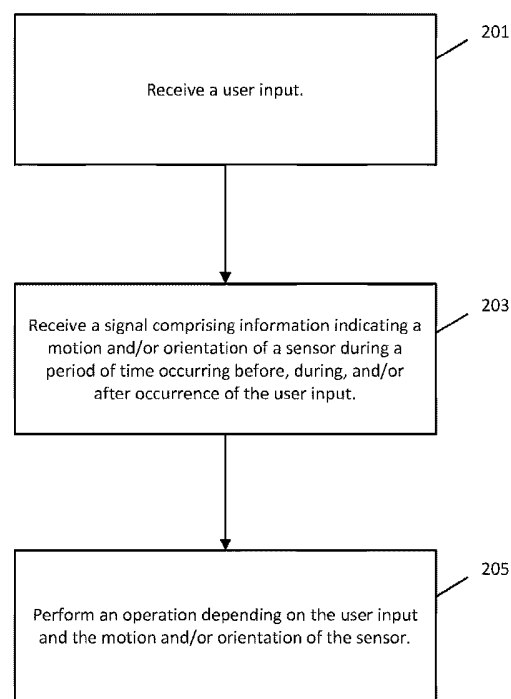 201
Receive a user input.
203
Receive a signal comprising information indicating a
motion and/or orientation of a sensor during a
period of time occurring before, during, and/or
after occurrence of the user input.
205
Perform an operation depending on the user input
and the motion and/or orientation of the sensor.